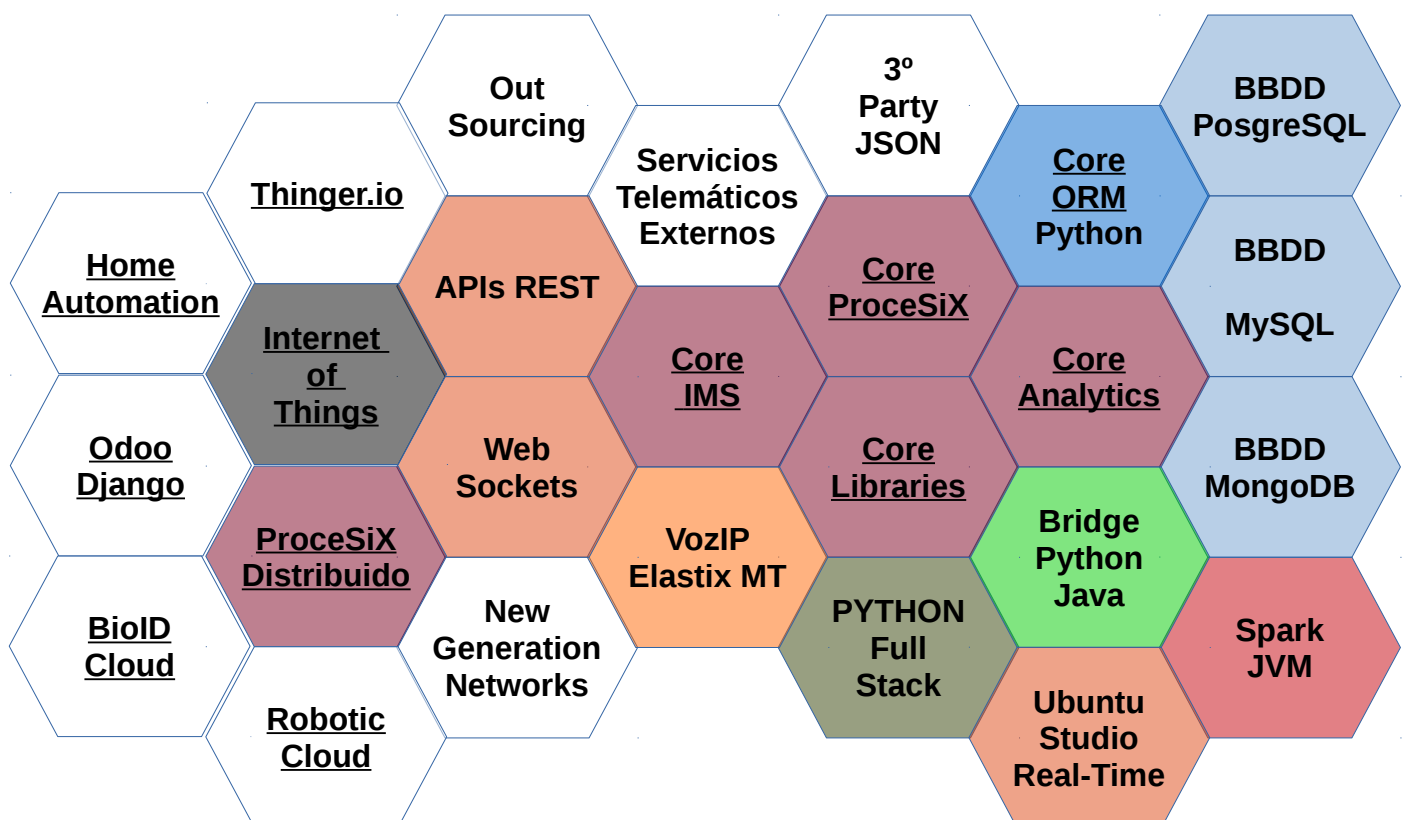 Home
Automation
Odoo
Django
BioID
Cloud
Thinger.io
Internet
of
Things
ProceSiX
Distribuido
Robotic
Cloud
Out
Sourcing
APIs REST
Web
Sockets
New
Generation
Networks
Servicios
Telemáticos
Externos
Core
IMS
VozIP
Elastix MT
3º
Party
JSON
Core
ProceSiX
Core
Libraries
PYTHON
Full
Stack
Core
ORM
Python
Core
Analytics
Bridge
Python
Java
Ubuntu
Studio
Real-Time
BBDD
PosgreSQL
BBDD
MySQL
BBDD
MongoDB
Spark
JVM